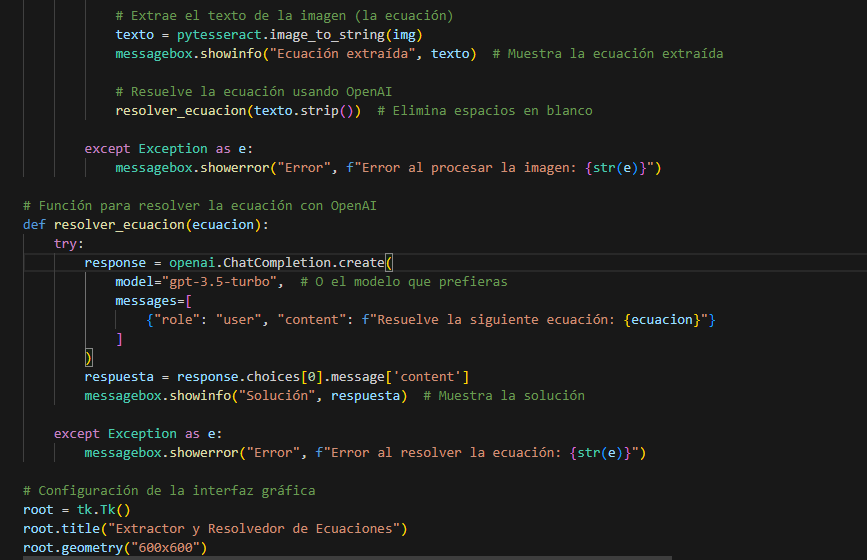 # Extrae el texto de la imagen (la ecuación)
texto = pytesseract.image_to_string(img)
messagebox.showinfo("Ecuación extraída", texto)  # Muestra la ecuación extraída
# Resuelve la ecuación usando OpenAI
resolver_ecuacion(texto.strip())  # Elimina espacios en blanco
except Exception as e:
messagebox.showerror("Error", f"Error al procesar la imagen: {str(e)}")
# Función para resolver la ecuación con OpenAI
def resolver_ecuacion(ecuacion):
try:
response = openai.ChatCompletion.create(
model="gpt-3.5-turbo",  # O el modelo que prefieras
messages=[
{"role": "user", "content": f"Resuelve la siguiente ecuación: {ecuacion}"}
]
)
respuesta = response.choices[0].message['content']
messagebox.showinfo("Solución", respuesta)  # Muestra la solución
except Exception as e:
messagebox.showerror("Error", f"Error al resolver la ecuación: {str(e)}")
# Configuración de la interfaz gráfica
root = tk.Tk()
root.title("Extractor y Resolvedor de Ecuaciones")
root.geometry("600x600")